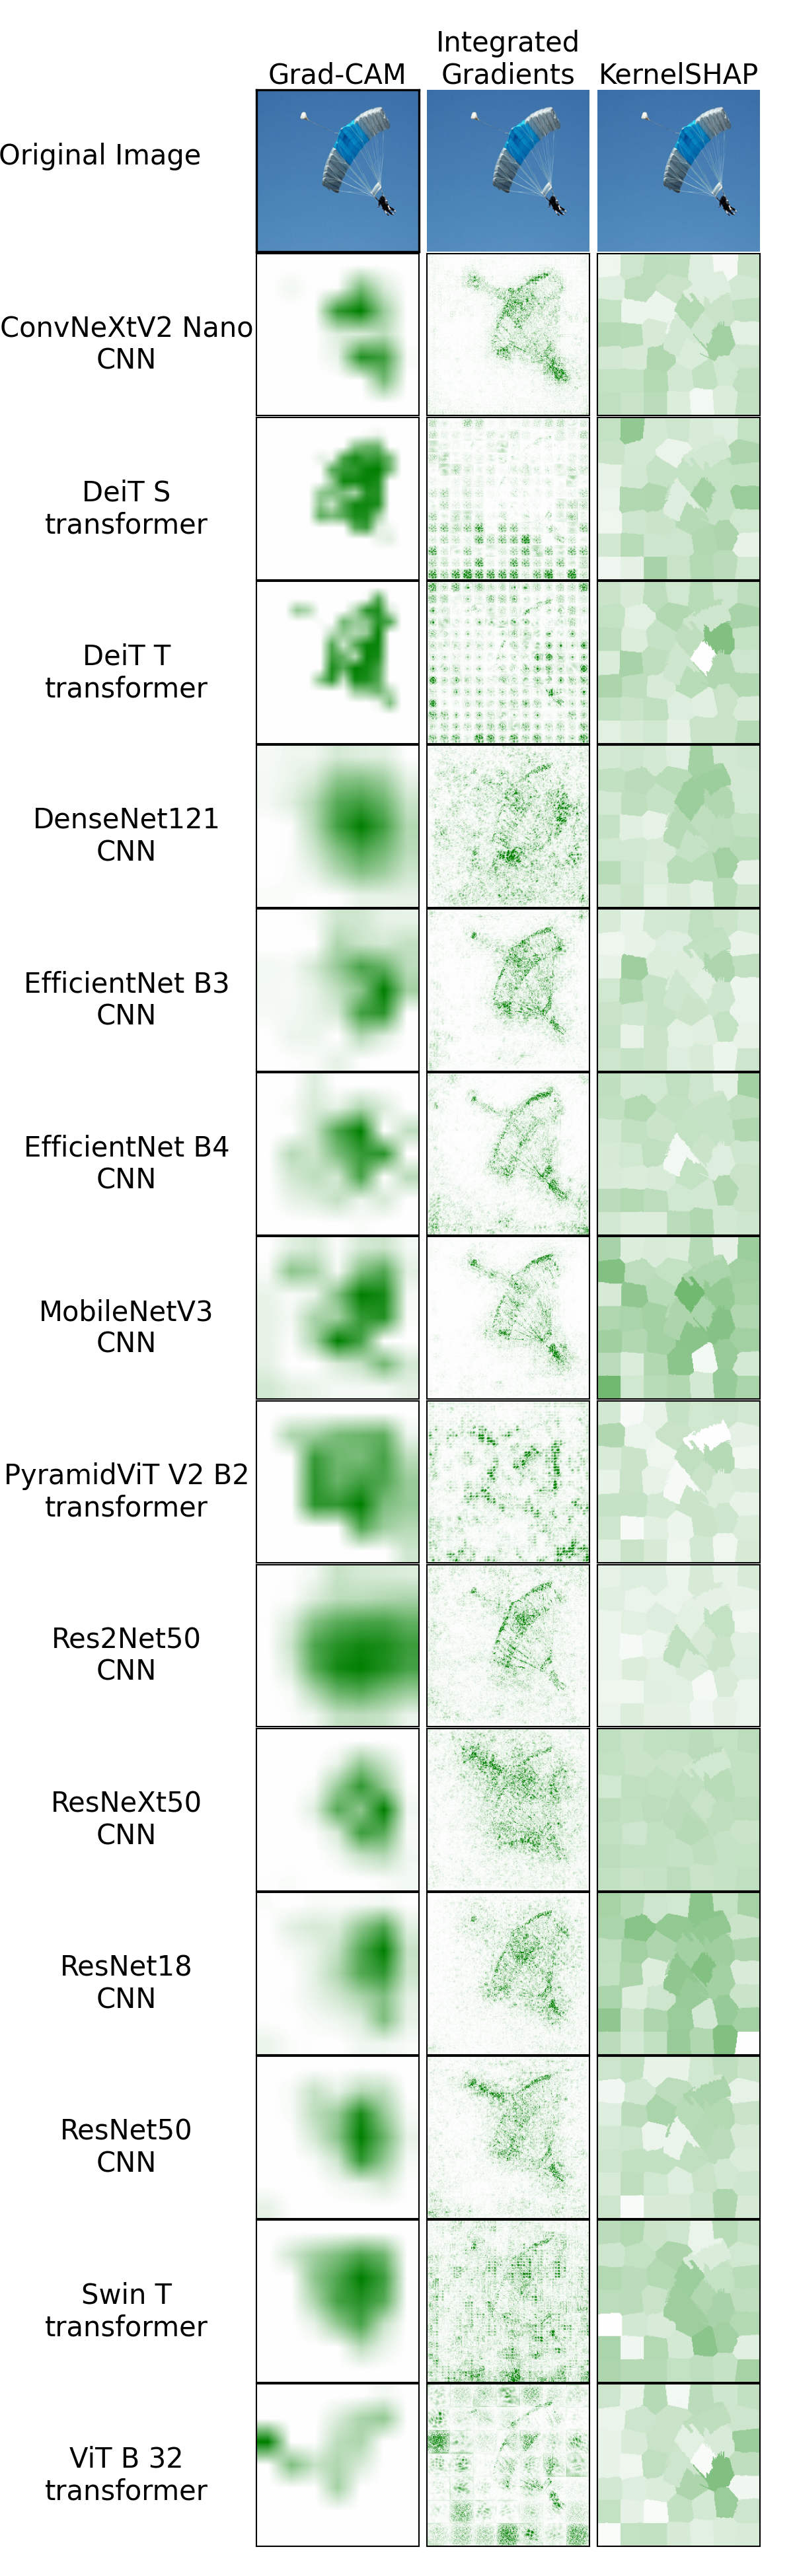 Integrated
Grad-CAM Gradients KernelSHAP
Original Image
ConvNeXtV2 Nano
CNN
DeiT S
transformer
DeiT T
transformer
DenseNet121
CNN
EfficientNet B3
CNN
EfficientNet B4
CNN
MobileNetV3
CNN
PyramidViT V2 B2
transformer
Res2Net50
CNN
ResNeXt50
CNN
ResNet18
CNN
ResNet50
CNN
Swin T
transformer
ViT B 32
transformer